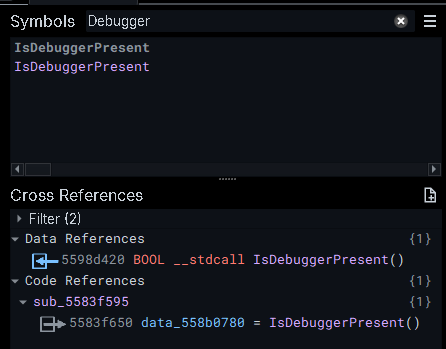 Symbols Debugger
IsDebuggerPresent
IsDebuggerPresent
Cross References
Filter (2)
Data References {1}
5598d420 BOOL __stdcall IsDebuggerPresent()
Code References {1}
sub_5583f595 {1}
5583f650 data_558b0780 = IsDebuggerPresent()